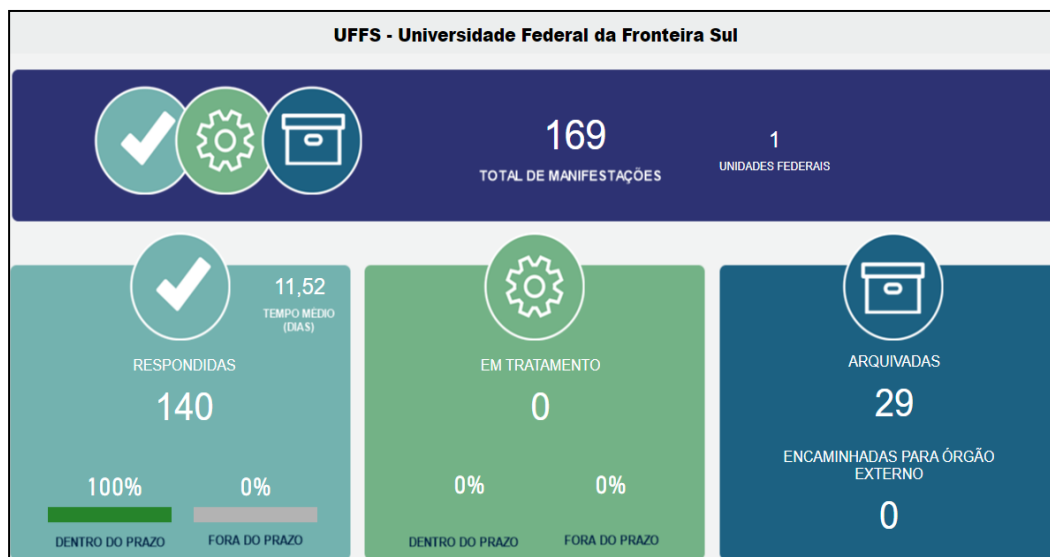 UFFS - Universidade Federal da Fronteira Sul
169
TOTAL DE MANIFESTAÇÕES
1
UNIDADES FEDERAIS
11,52
TEMPO MÉDIO
(DIAS)
RESPONDIDAS
140
100%
0%
DENTRO DO PRAZO
FORA DO PRAZO
EM TRATAMENTO
0
0%
0%
DENTRO DO PRAZO
FORA DO PRAZO
ARQUIVADAS
29
ENCAMINHADAS PARA ÓRGÃO
EXTERNO
0